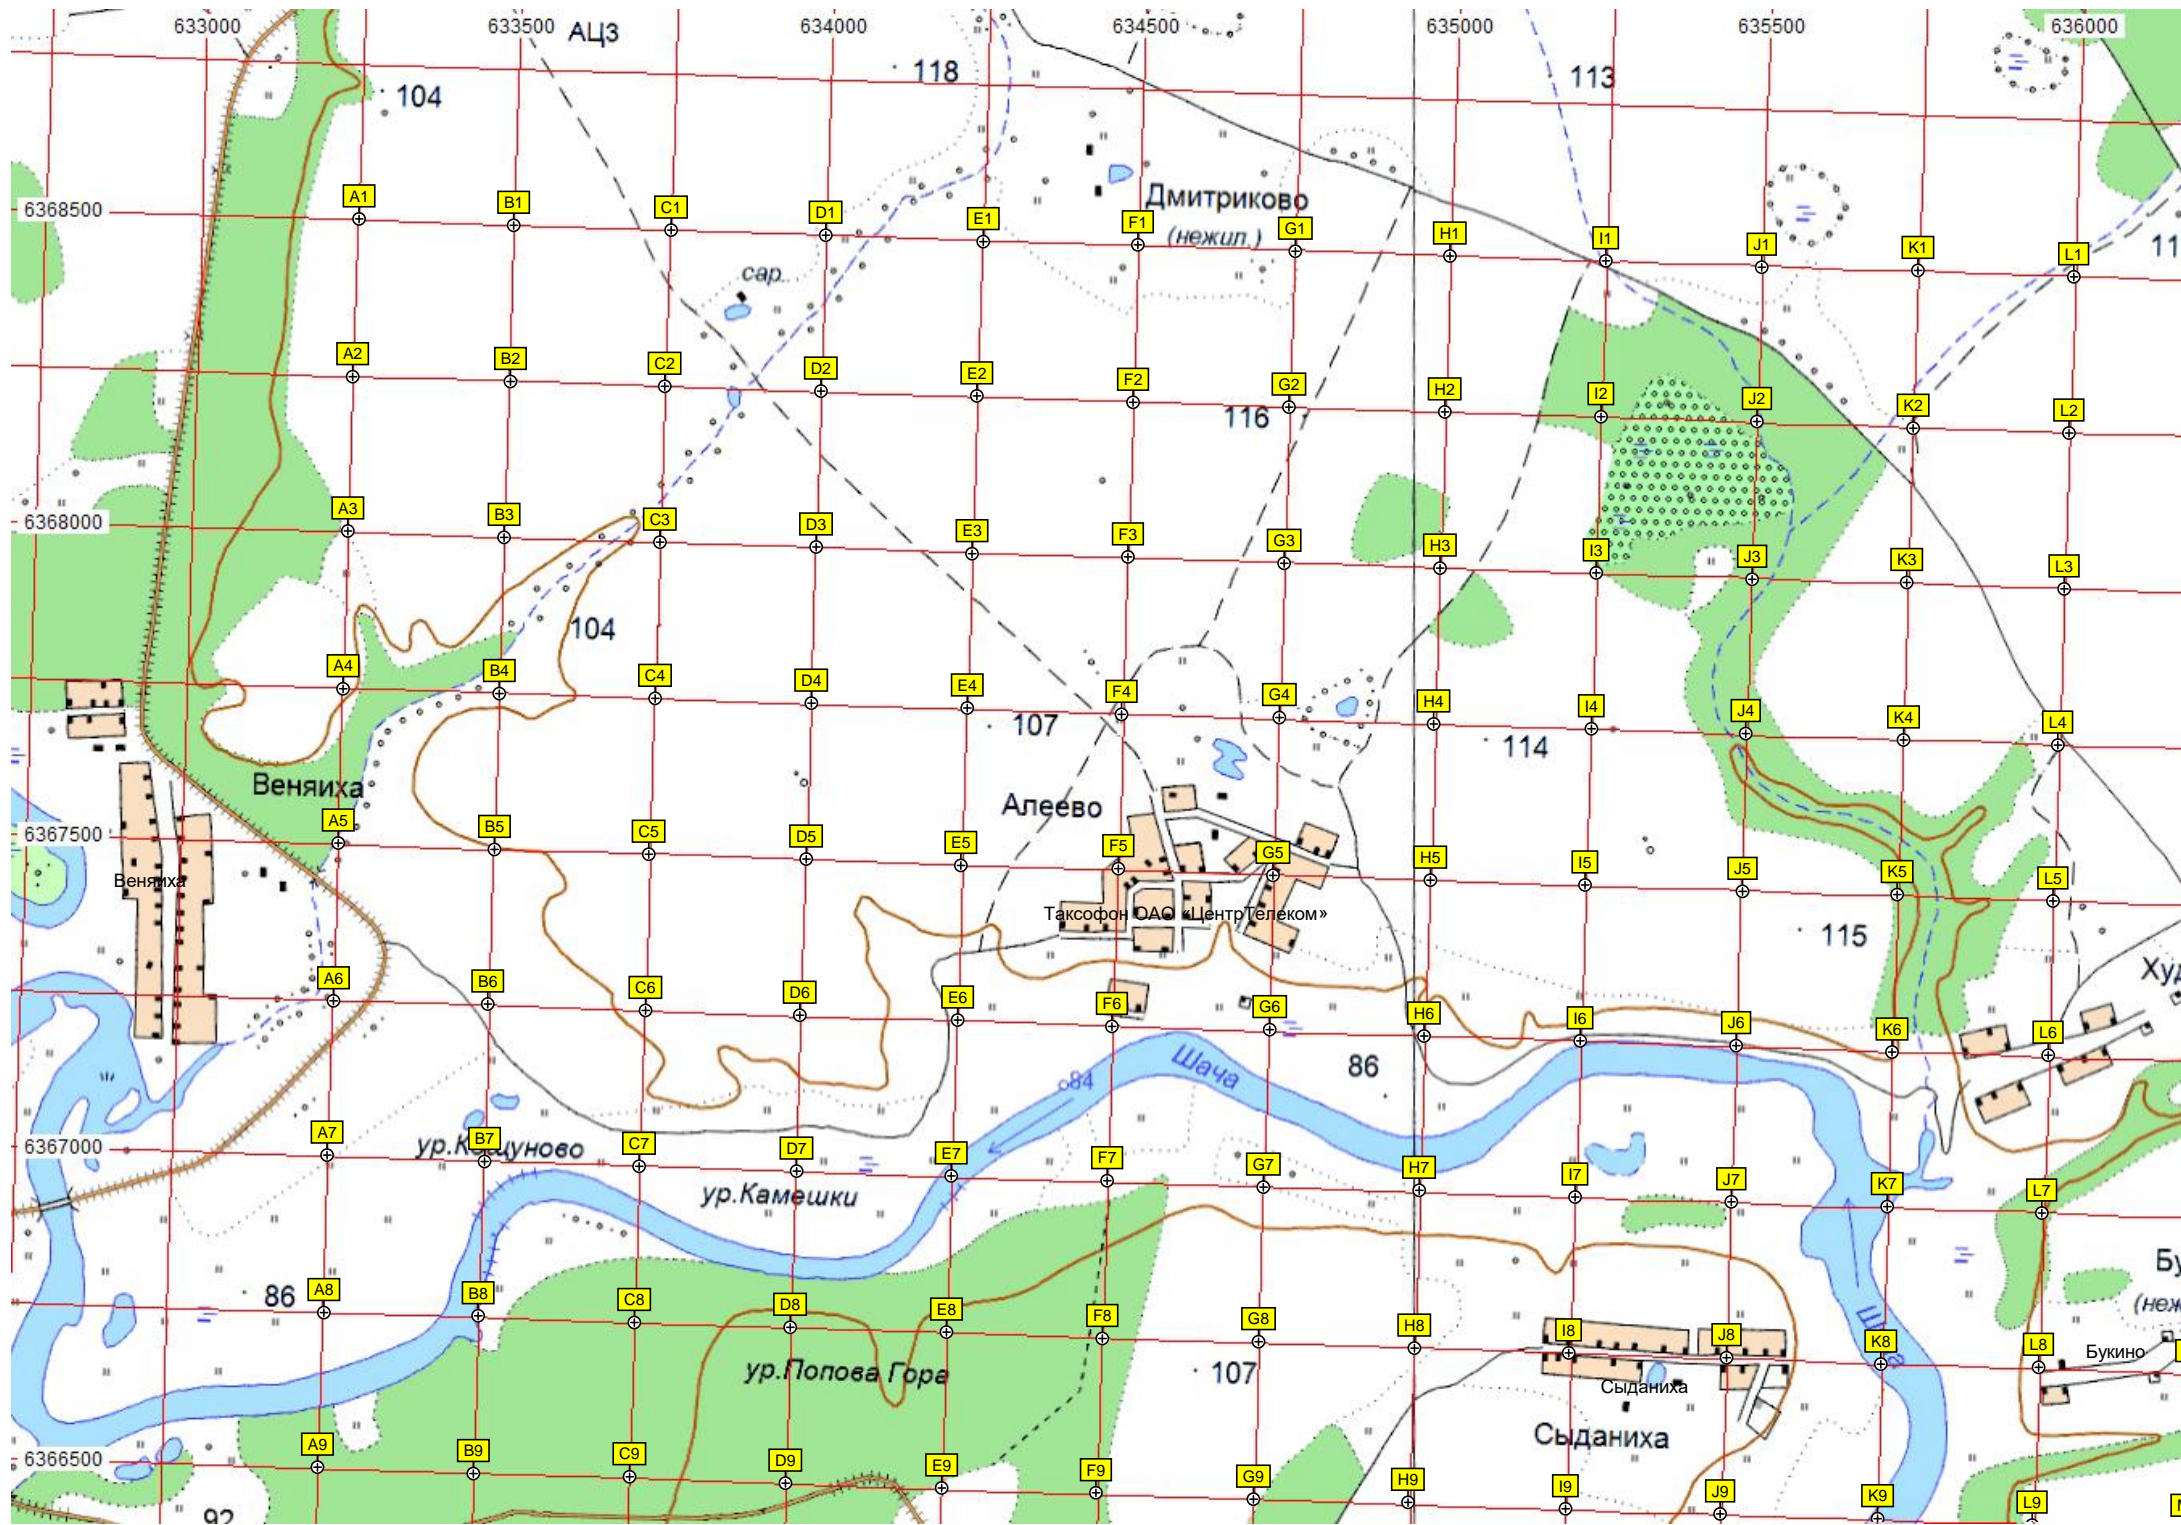 633000 633500 634000 634500 635000 635500 636000
АЦЗ
118
113
104
6368500
A1 B1 C1 D1 E1 F1 G1 H1 I1 J1 K1 L1
Дмитриково
(нежил.)
11
сар.
A2 B2 C2 D2 E2 F2 G2 H2 I2 J2 K2 L2
116
6368000
A3 B3 C3 D3 E3 F3 G3 H3 I3 J3 K3 L3
104
A4 B4 C4 D4 E4 F4 G4 H4 I4 J4 K4 L4
107
114
Веняиха
Алеево
6367500
A5 B5 C5 D5 E5 F5 G5 H5 I5 J5 K5 L5
Веняиха
Таксофон ОАО «ЦентрТелеком»
115
Худ
A6 B6 C6 D6 E6 F6 G6 H6 I6 J6 K6 L6
Шача
84
86
6367000
A7 B7 C7 D7 E7 F7 G7 H7 I7 J7 K7 L7
ур.Кощуново
ур.Камешки
Бу
(неж
86
A8 B8 C8 D8 E8 F8 G8 H8 I8 J8 K8 L8
Букино
ур.Попова Гора
107
Сыданиха
Сыданиха
6366500
A9 B9 C9 D9 E9 F9 G9 H9 I9 J9 K9 L9
92